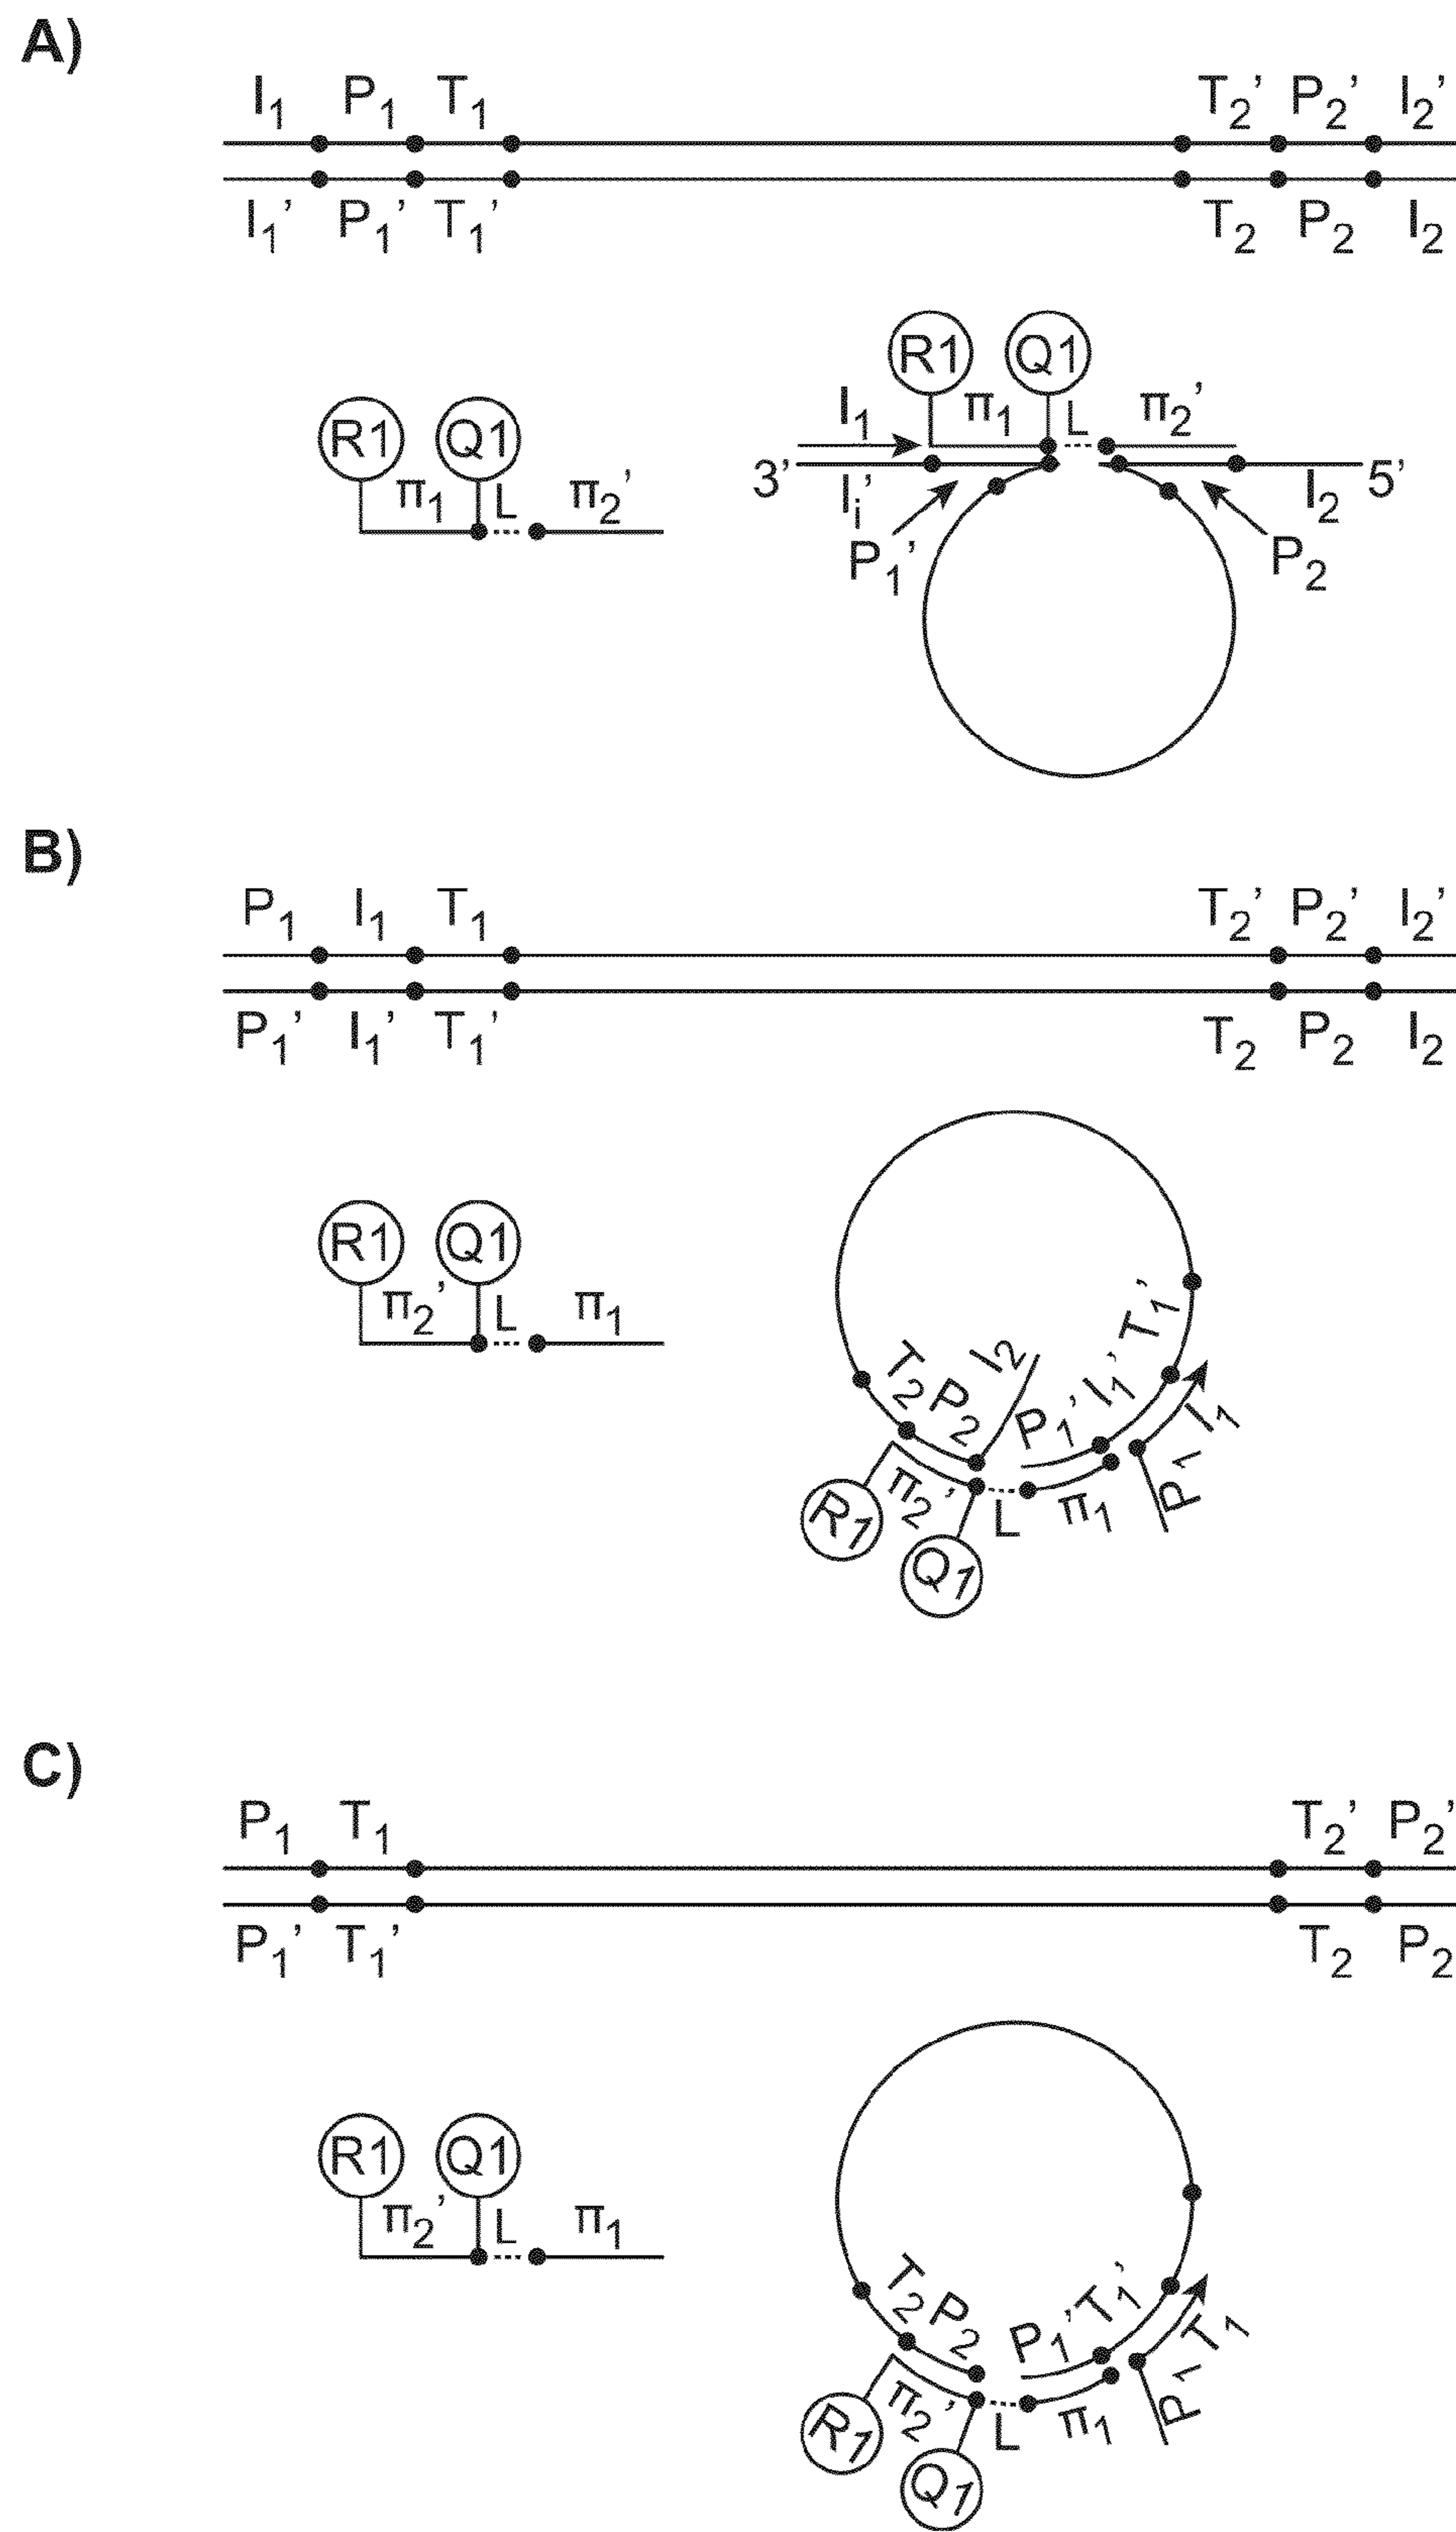 A)
I₁ P₁ T₁ T₂’ P₂’ I₂’
I₁’ P₁’ T₁’ T₂ P₂ I₂
R1 Q1
I₁ π₁ L π₂’
R1 Q1
π₁ L π₂’
3’ Iᵢ’ I₂ 5’
P₁’ P₂
B)
P₁ I₁ T₁ T₂’ P₂’ I₂’
P₁’ I₁’ T₁’ T₂ P₂ I₂
R1 Q1
π₂’ L π₁
T₂ P₂ I₂ P₁’ I₁’ T₁’
R1 π₂’ Q1 L π₁ P₁ I₁
C)
P₁ T₁ T₂’ P₂’
P₁’ T₁’ T₂ P₂
R1 Q1
π₂’ L π₁
T₂ P₂ P₁’ T₁’
R1 π₂’ Q1 L π₁ P₁ T₁